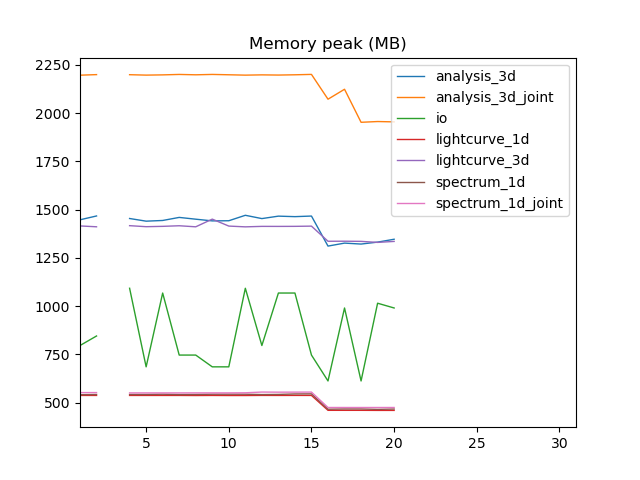 Memory peak (MB)
2250
2000
1750
1500
1250
1000
750
500
analysis_3d
analysis_3d_joint
io
lightcurve_1d
lightcurve_3d
spectrum_1d
spectrum_1d_joint
5
10
15
20
25
30